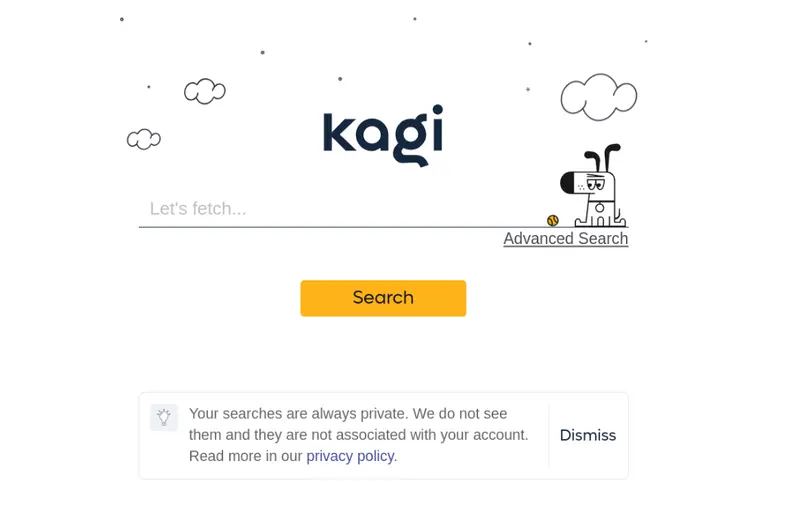 kagi
Let's fetch...
Advanced Search
Search
Your searches are always private. We do not see
them and they are not associated with your account.
Read more in our privacy policy.
Dismiss